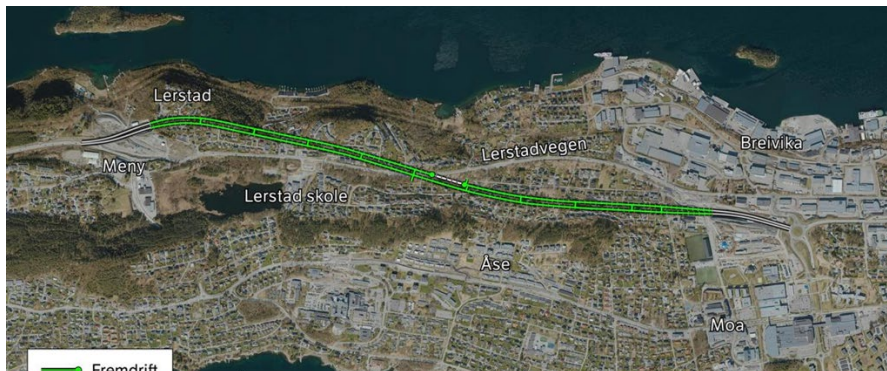 Lerstad
Lerstadvegen
Breivika
Meny
Lerstad skole
Åse
Moa
Fremdrift